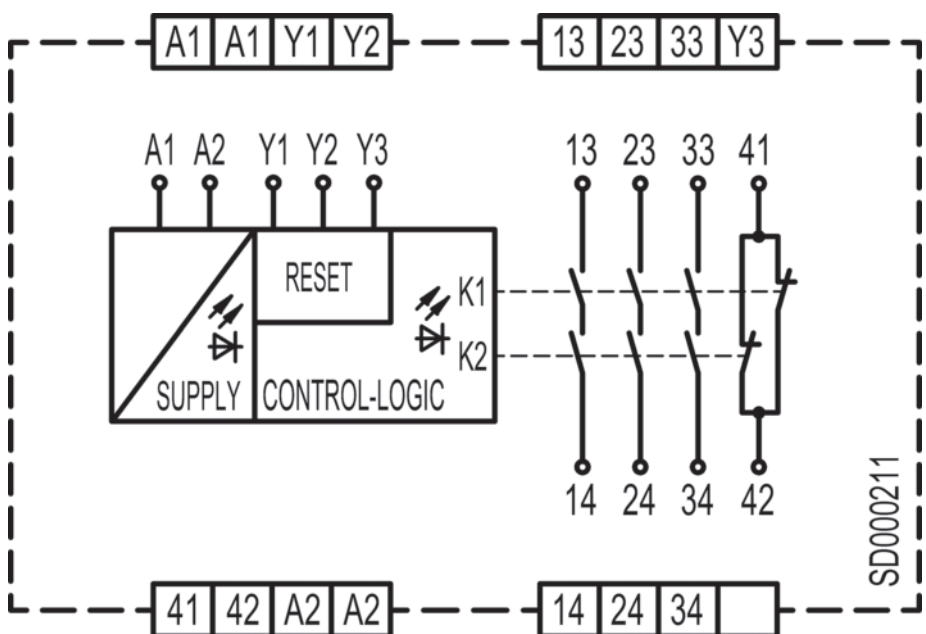 A1 A1 Y1 Y2 13 23 33 Y3
A1 A2 Y1 Y2 Y3 13 23 33 41
RESET
K1
K2
SUPPLY CONTROL-LOGIC
14 24 34 42
SD000211
41 42 A2 A2 14 24 34